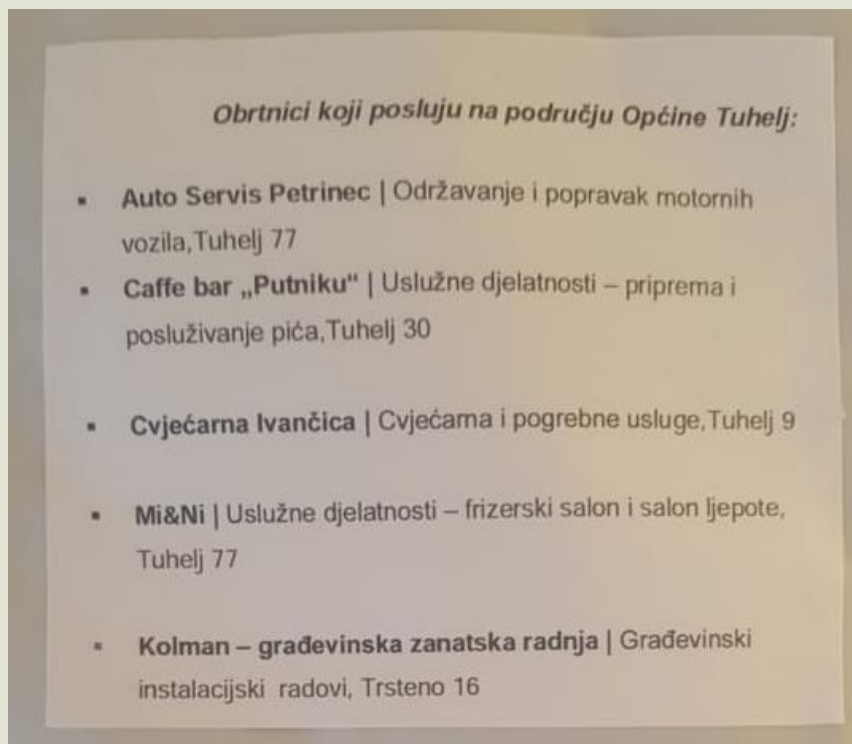 Obrtnici koji posluju na području Općine Tuhelj:
▪ Auto Servis Petrinec | Održavanje i popravak motornih
vozila,Tuhelj 77
▪ Caffe bar „Putniku“ | Uslužne djelatnosti – priprema i
posluživanje pića,Tuhelj 30
▪ Cvjećarna Ivančica | Cvjećarna i pogrebne usluge,Tuhelj 9
▪ Mi&Ni | Uslužne djelatnosti – frizerski salon i salon ljepote,
Tuhelj 77
▪ Kolman – građevinska zanatska radnja | Građevinski
instalacijski radovi, Trsteno 16